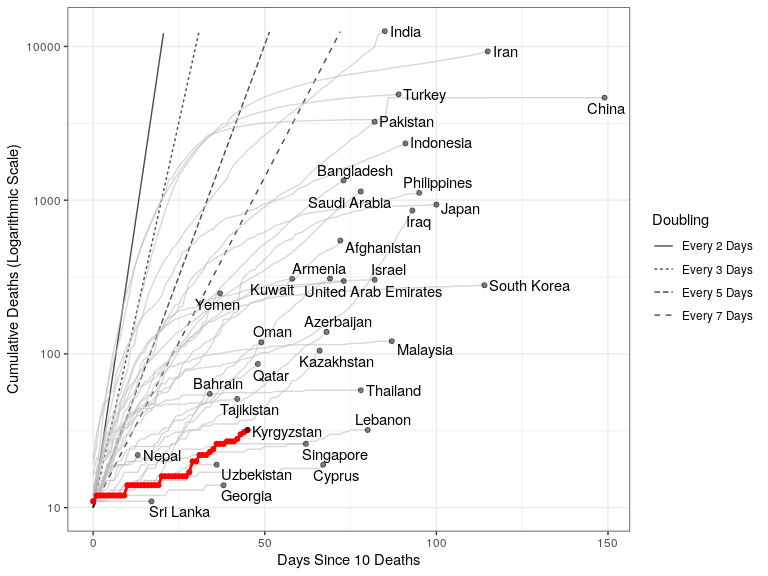 Cumulative Deaths (Logarithmic Scale)
10000
1000
100
10
0
50
100
150
Days Since 10 Deaths
India
Iran
Turkey
China
Pakistan
Indonesia
Bangladesh
Philippines
Saudi Arabia
Japan
Iraq
Afghanistan
Armenia
Israel
Kuwait
United Arab Emirates
South Korea
Yemen
Azerbaijan
Oman
Malaysia
Kazakhstan
Qatar
Bahrain
Thailand
Tajikistan
Lebanon
Kyrgyzstan
Singapore
Nepal
Uzbekistan
Cyprus
Georgia
Sri Lanka
Doubling
Every 2 Days
Every 3 Days
Every 5 Days
Every 7 Days